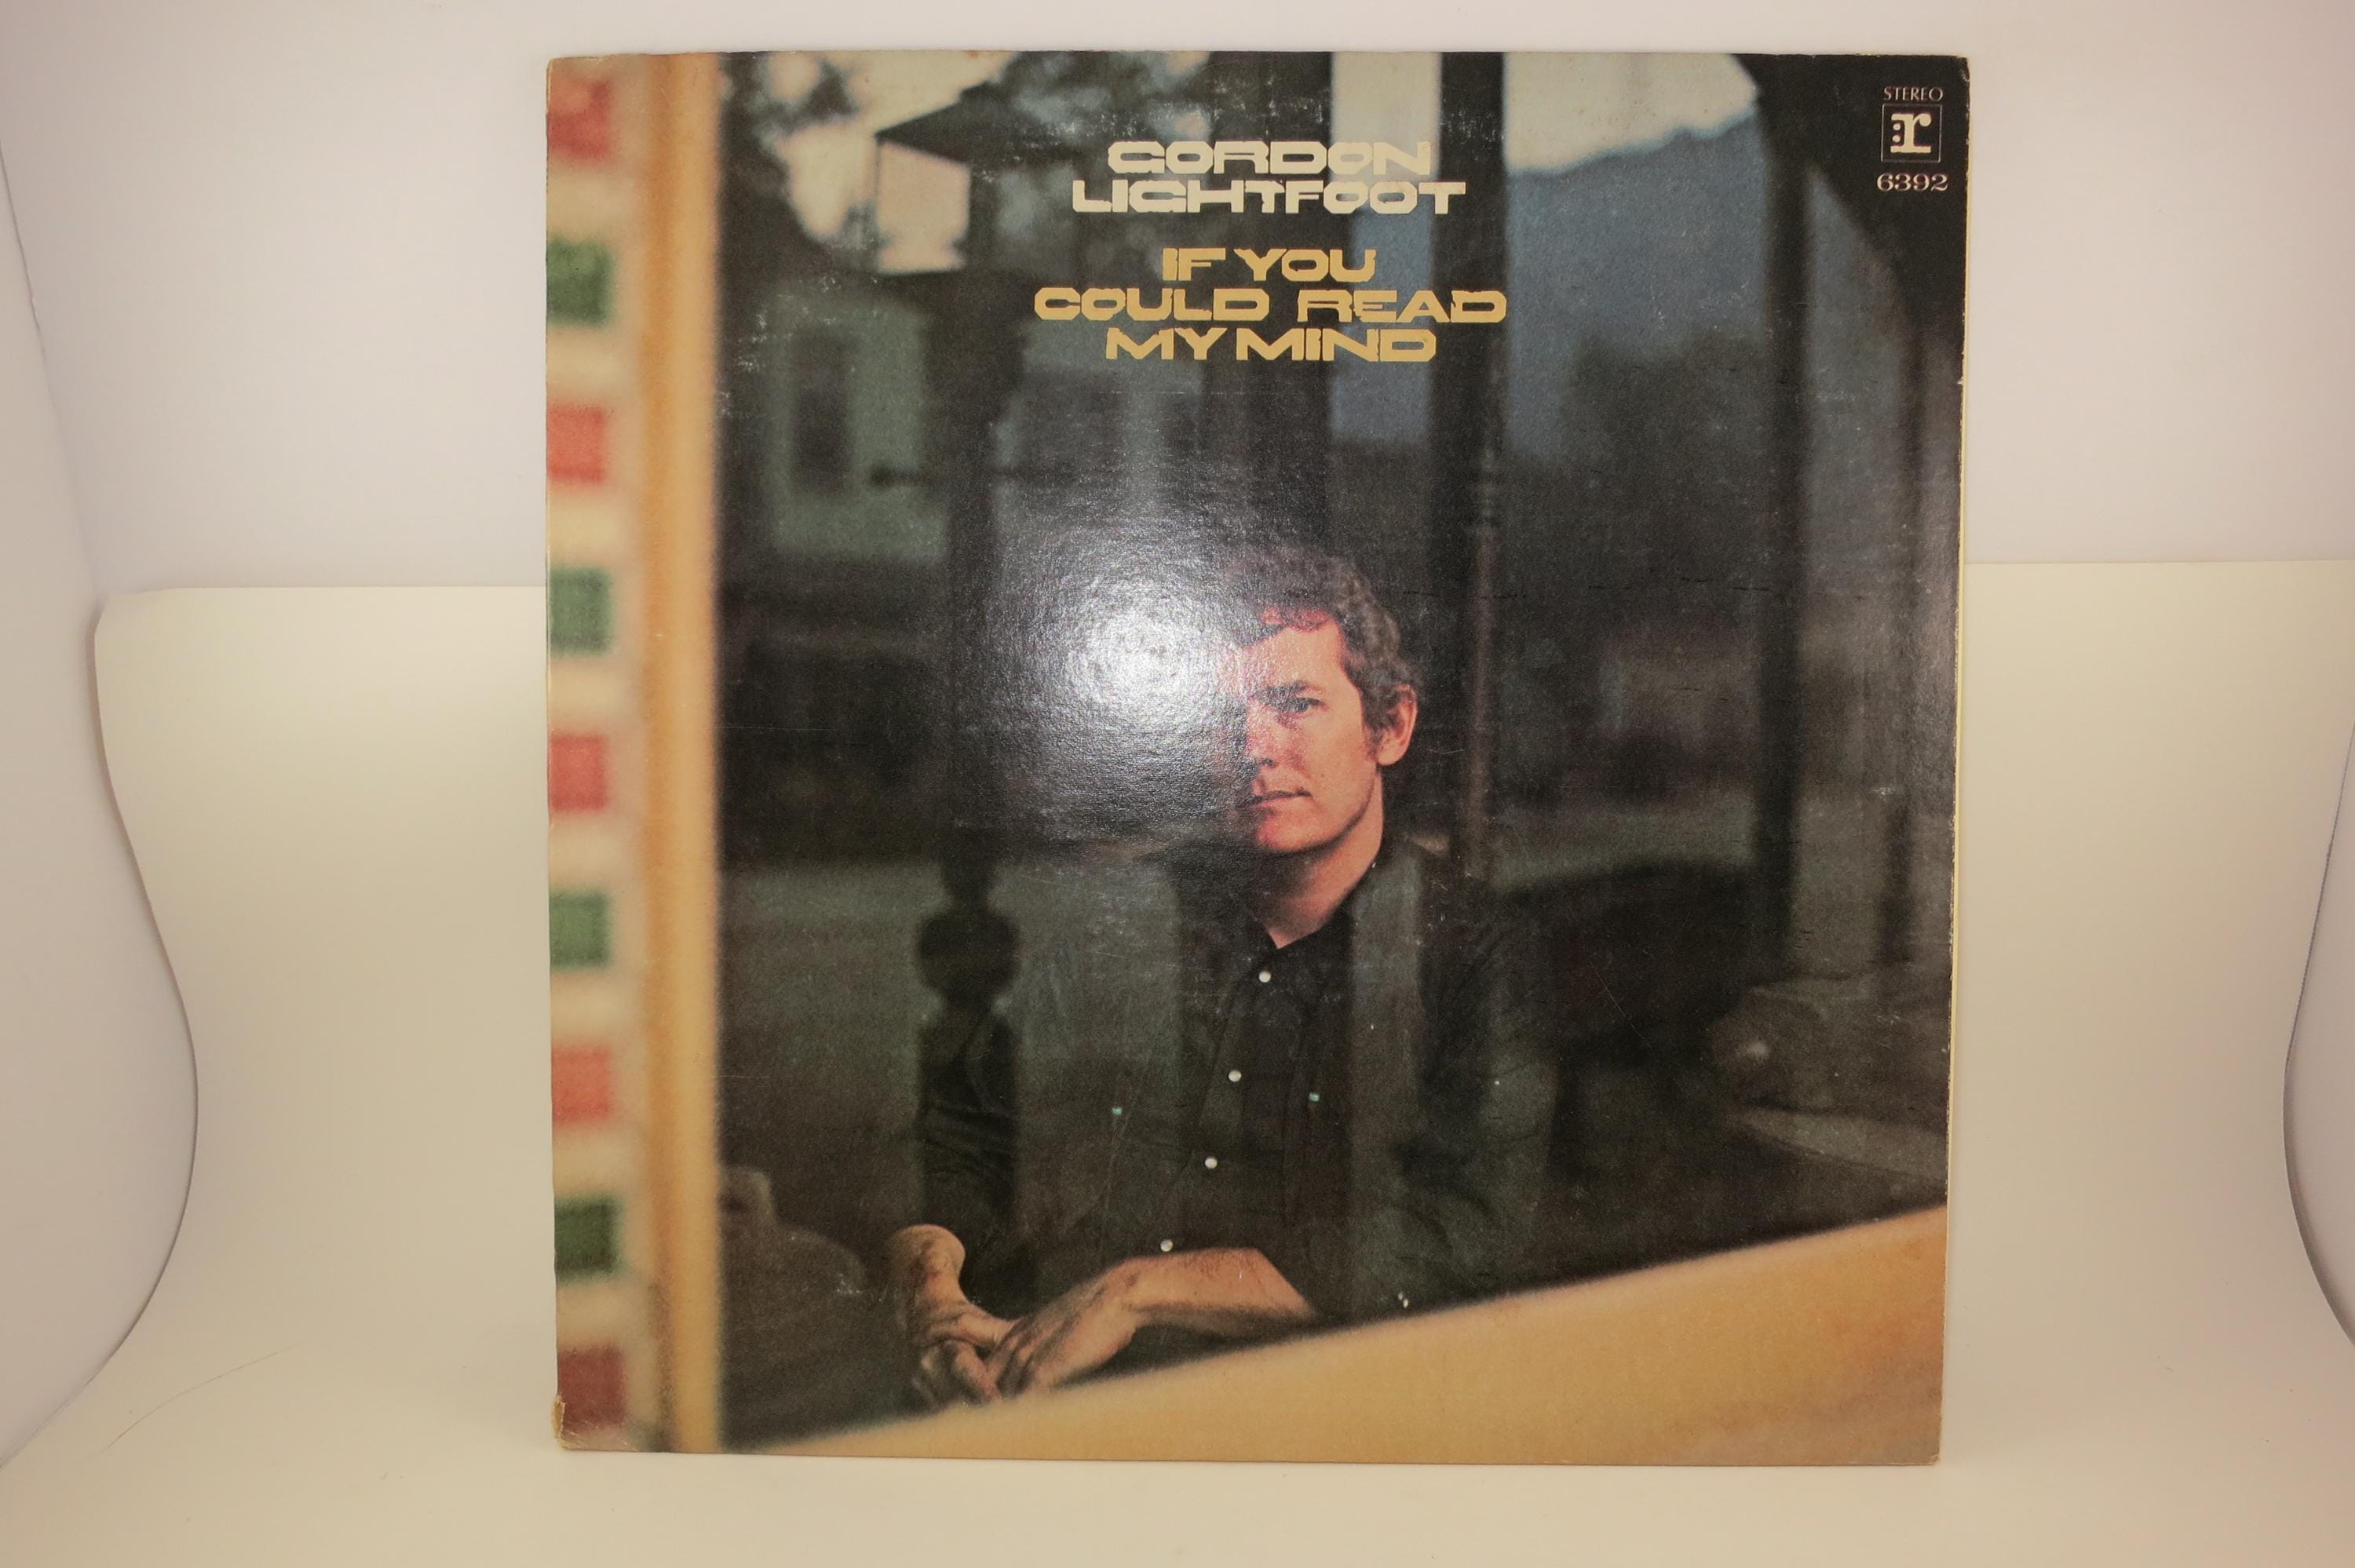 GORDON
LIGHTFOOT
IF YOU
COULD READ
MY MIND
STEREO
:r
6392